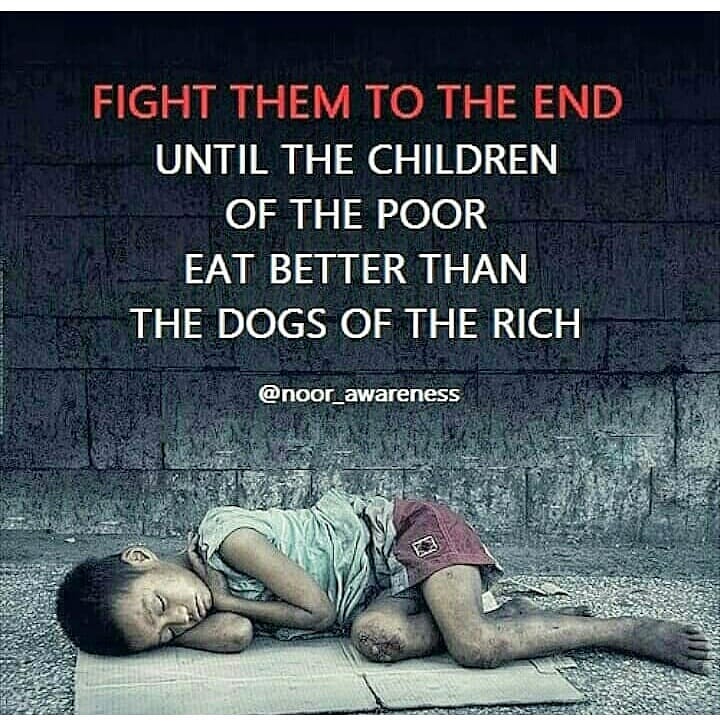 FIGHT THEM TO THE END
UNTIL THE CHILDREN
OF THE POOR
EAT BETTER THAN
THE DOGS OF THE RICH
@noor_awareness